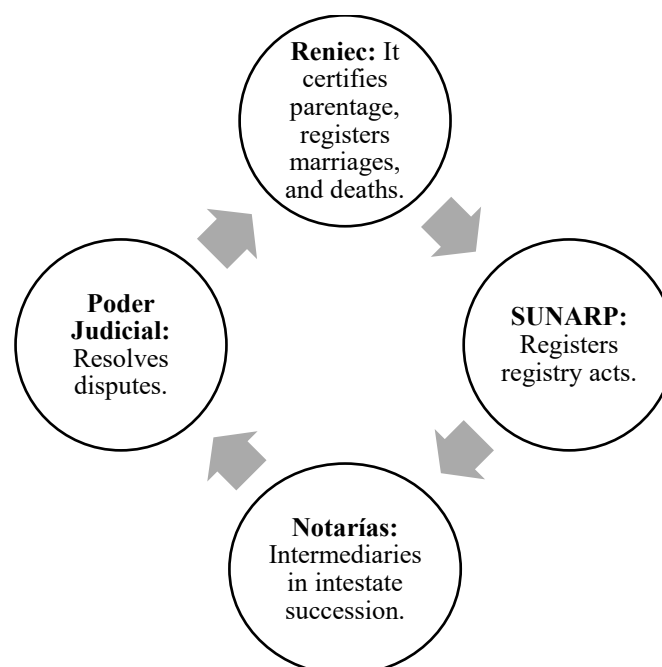 Reniec: It
certifies
parentage,
registers
marriages,
and deaths.
SUNARP:
Registers
registry acts.
Notarías:
Intermediaries
in intestate
succession.
Poder
Judicial:
Resolves
disputes.